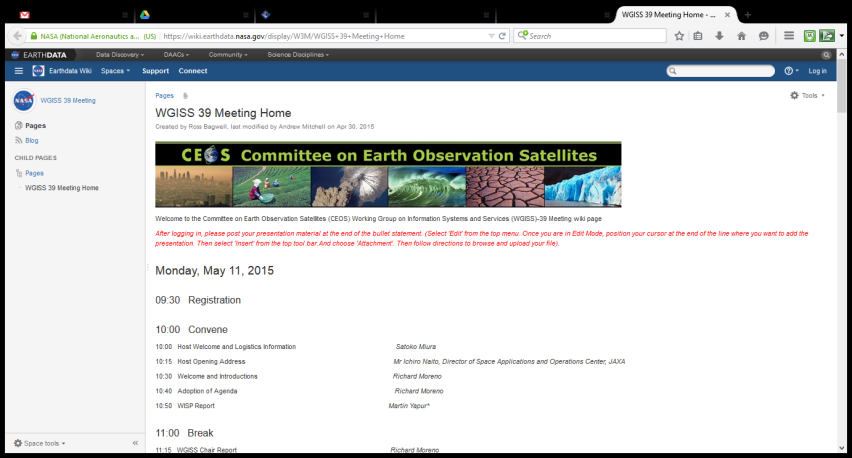 WGISS 39 Meeting Home - ...
NASA (National Aeronautics a... (US)
https://wiki.earthdata.nasa.gov/display/W3M/WGISS+39+Meeting+Home
Search
EARTHDATA Data Discovery DAACs Community Science Disciplines
Earthdata Wiki Spaces Support Connect Log in
NASA WGISS 39 Meeting
Pages
Blog
CHILD PAGES
Pages
WGISS 39 Meeting Home
Space tools
Pages Tools
WGISS 39 Meeting Home
Created by Ross Bagwell, last modified by Andrew Mitchell on Apr 30, 2015
CEOS Committee on Earth Observation Satellites
Welcome to the Committee on Earth Observation Satellites (CEOS) Working Group on Information Systems and Services (WGISS)-39 Meeting wiki page
After logging in, please post your presentation material at the end of the bullet statement. (Select 'Edit' from the top menu. Once you are in Edit Mode, position your cursor at the end of the line where you want to add the
presentation. Then select 'Insert' from the top tool bar.And choose 'Attachment'. Then follow directions to browse and upload your file).
Monday, May 11, 2015
09:30 Registration
10:00 Convene
10:00 Host Welcome and Logistics Information Satoko Miura
10:15 Host Opening Address Mr Ichiro Naito, Director of Space Applications and Operations Center, JAXA
10:30 Welcome and Introductions Richard Moreno
10:40 Adoption of Agenda Richard Moreno
10:50 WISP Report Martin Yapur*
11:00 Break
11:15 WGISS Chair Report Richard Moreno